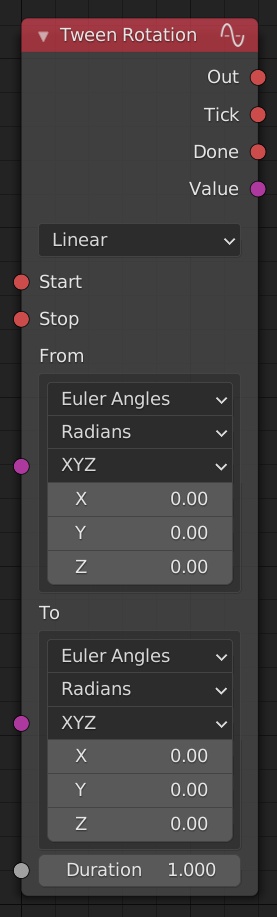 Tween Rotation
Out
Tick
Done
Value
Linear
Start
Stop
From
Euler Angles
Radians
XYZ
X 0.00
Y 0.00
Z 0.00
To
Euler Angles
Radians
XYZ
X 0.00
Y 0.00
Z 0.00
Duration 1.000